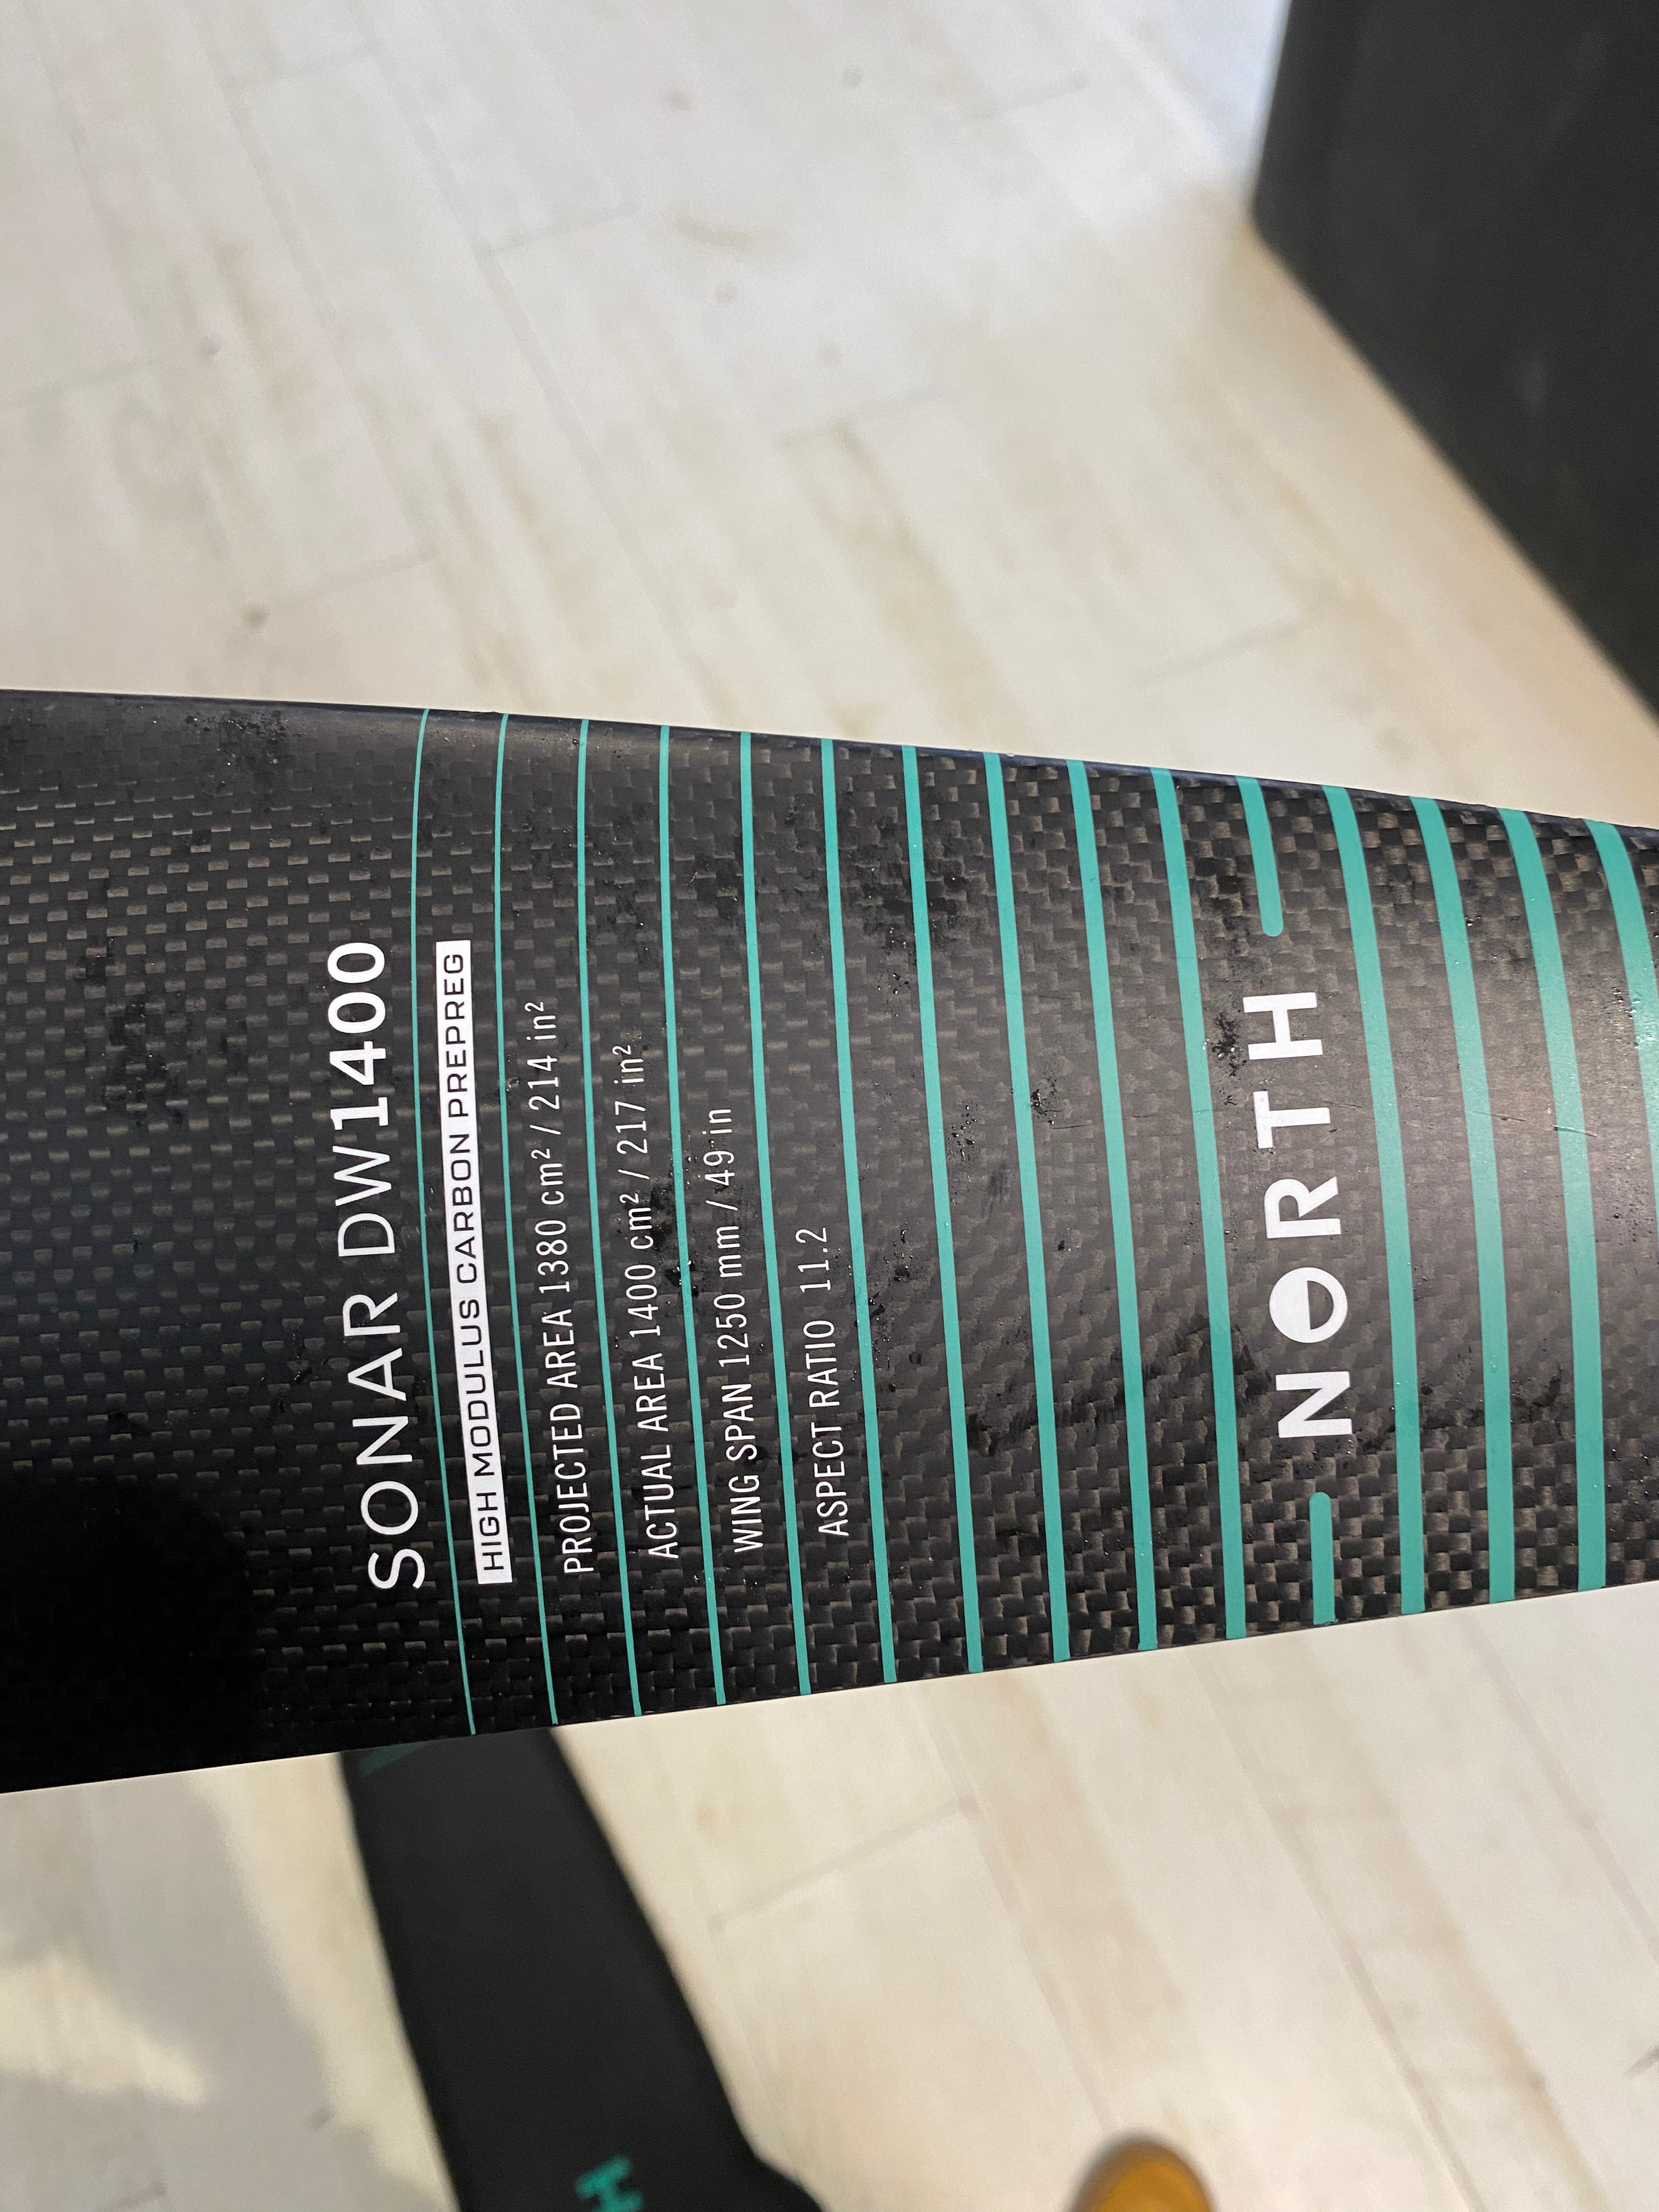 SONAR DW1400
HIGH MODULUS CARBON PREPREG
PROJECTED AREA 1380 cm² / 214 in²
ACTUAL AREA 1400 cm² / 217 in²
WING SPAN 1250 mm / 49 in
ASPECT RATIO 11.2
NORTH
H